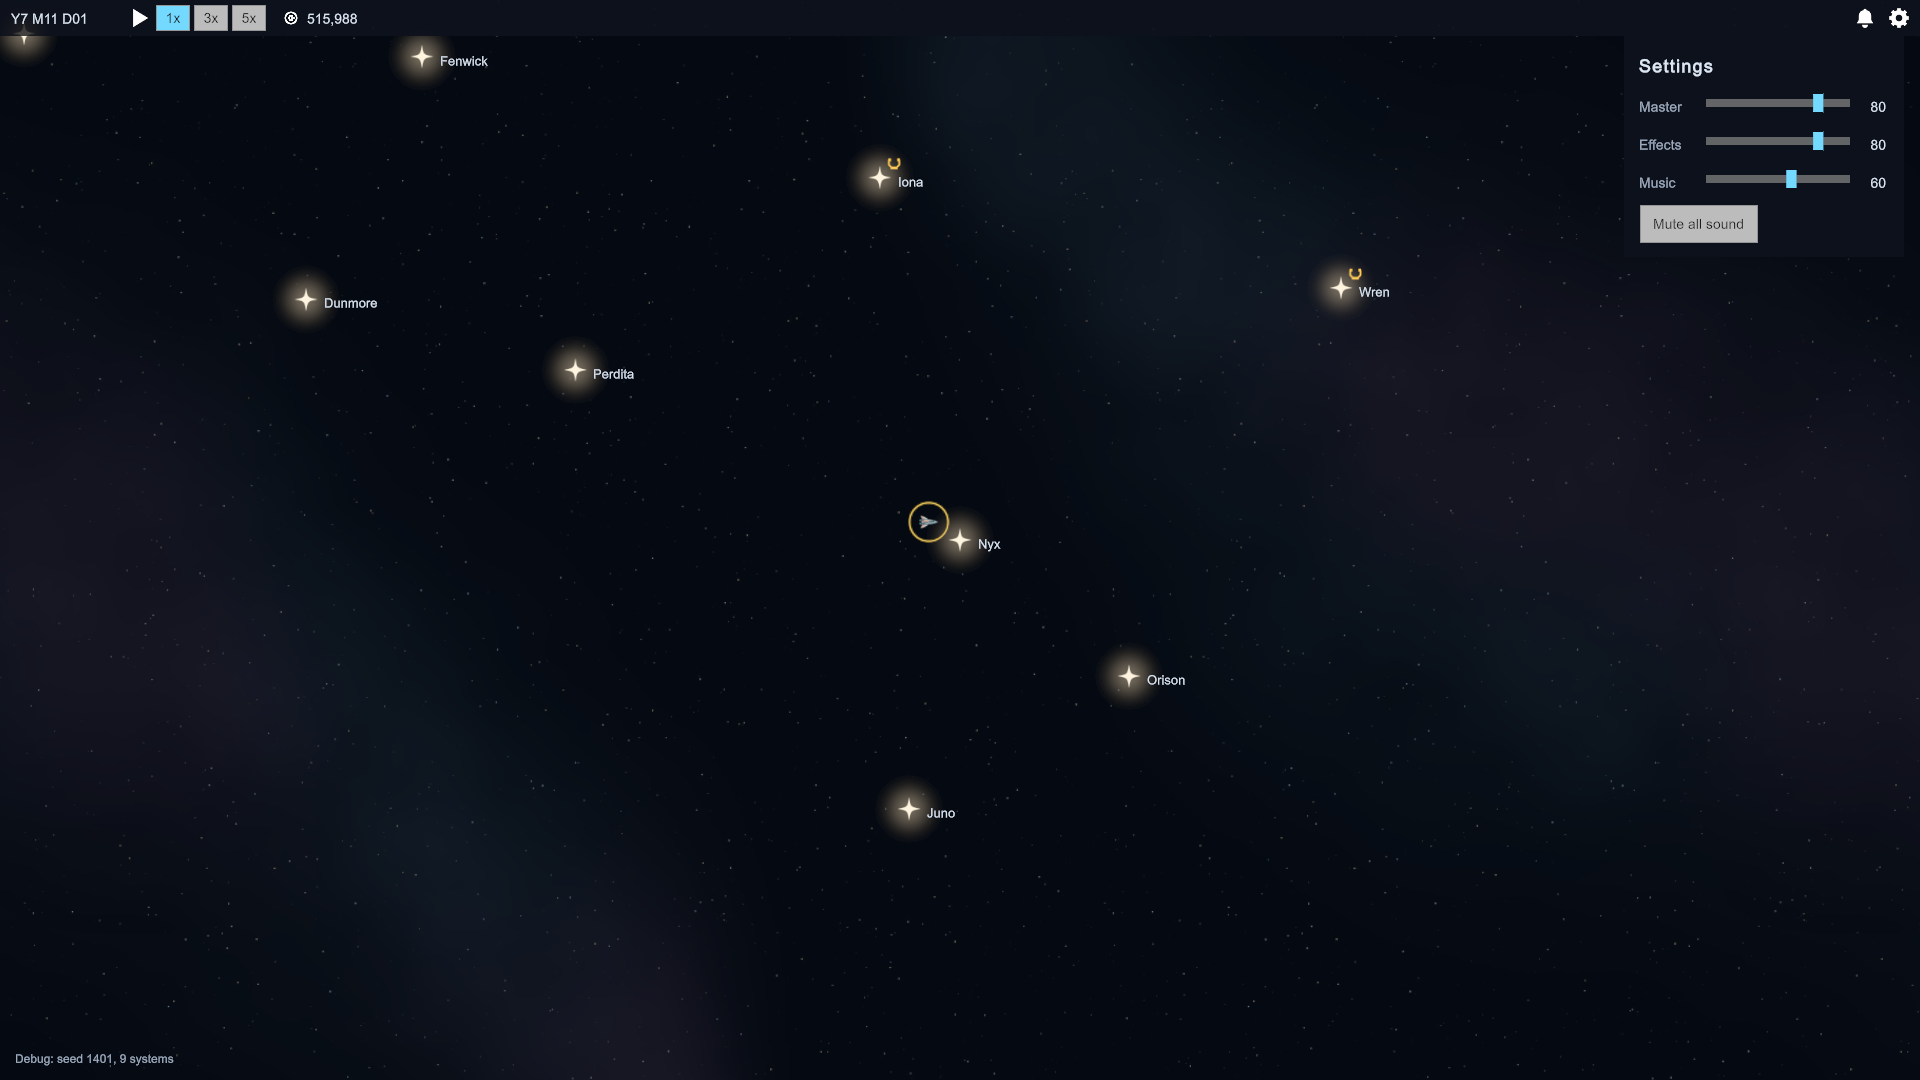 Y7 M11 D01
1x 3x 5x
515,988
Fenwick
Settings
Master 80
Effects 80
Music 60
Mute all sound
Iona
Wren
Dunmore
Perdita
Nyx
Orison
Juno
Debug: seed 1401, 9 systems